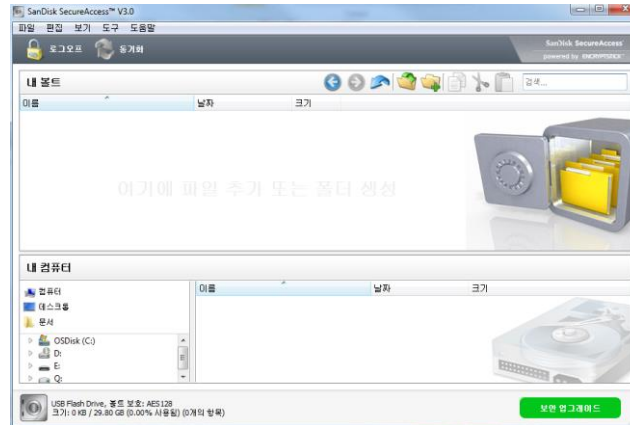 SanDisk SecureAccess™ V3.0
파일 편집 보기 도구 도움말
로그오프 동기화
SanDisk SecureAccess
powered by ENCRYPTSTICK
내 볼트
검색...
이름 날짜 크기
여기에 파일 추가 또는 폴더 생성
내 컴퓨터
컴퓨터
데스크톱
문서
OSDisk (C:)
D:
E:
Q:
이름 날짜 크기
USB Flash Drive, 볼트 보호: AES128
크기: 0 KB / 29.80 GB (0.00% 사용됨) (0개의 항목)
보안 업그레이드